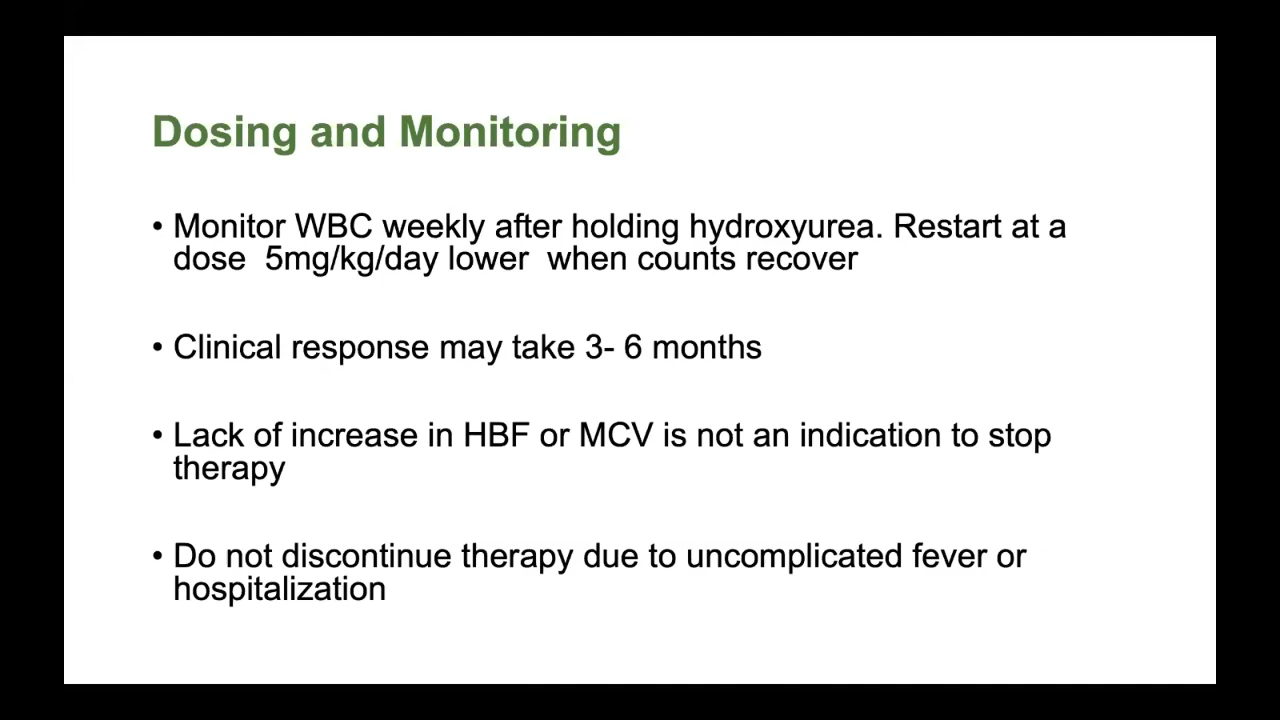 Dosing and Monitoring
• Monitor WBC weekly after holding hydroxyurea. Restart at a
dose  5mg/kg/day lower  when counts recover
• Clinical response may take 3- 6 months
• Lack of increase in HBF or MCV is not an indication to stop
therapy
• Do not discontinue therapy due to uncomplicated fever or
hospitalization